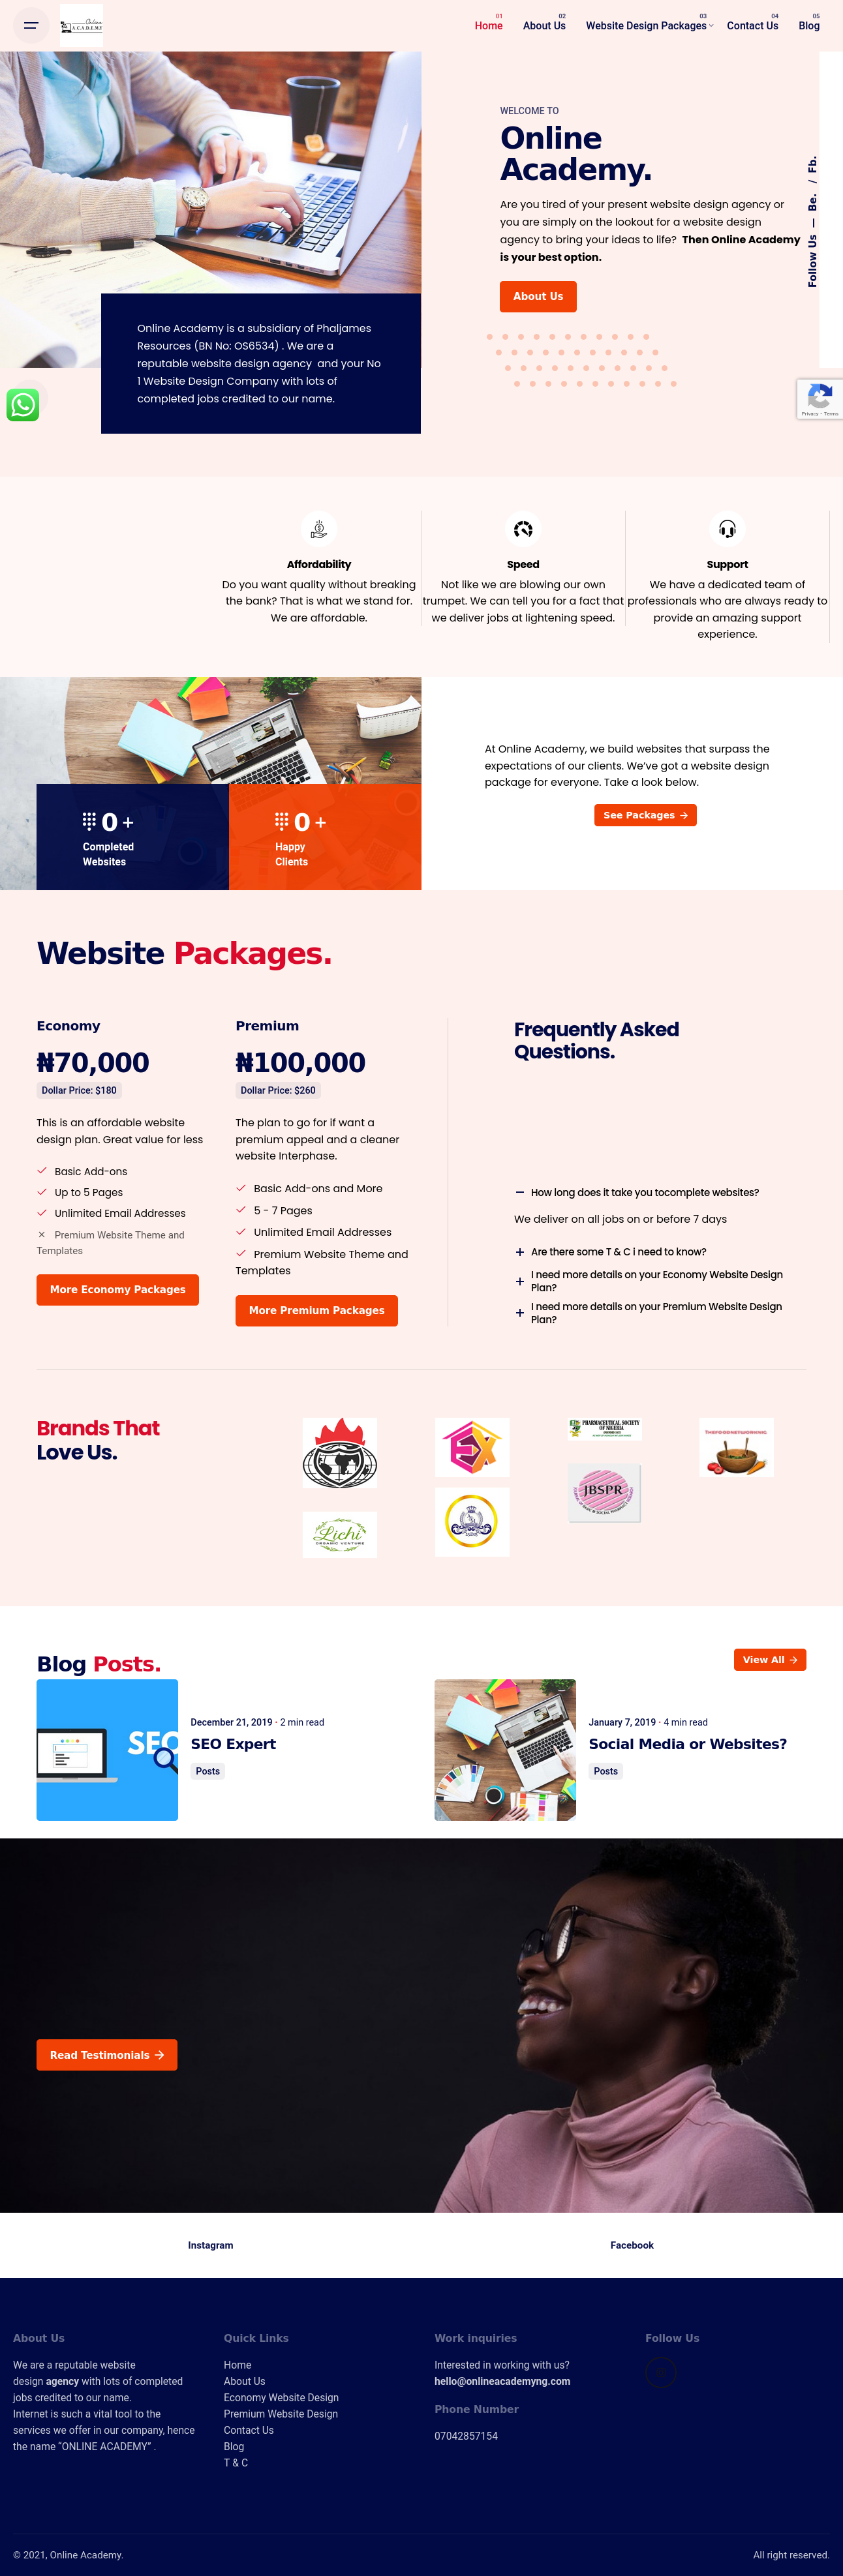 Online
ACADEMY
01
Home
02
About Us
03
Website Design Packages
04
Contact Us
05
Blog
WELCOME TO
Online
Academy.
Are you tired of your present website design agency or
you are simply on the lookout for a website design
agency to bring your ideas to life? Then Online Academy
is your best option.
About Us
Follow Us — Be. / Fb.
Online Academy is a subsidiary of Phaljames
Resources (BN No: OS6534) . We are a
reputable website design agency and your No
1 Website Design Company with lots of
completed jobs credited to our name.
Privacy - Terms
Affordability
Do you want quality without breaking
the bank? That is what we stand for.
We are affordable.
Speed
Not like we are blowing our own
trumpet. We can tell you for a fact that
we deliver jobs at lightening speed.
Support
We have a dedicated team of
professionals who are always ready to
provide an amazing support
experience.
0 +
Completed
Websites
0 +
Happy
Clients
At Online Academy, we build websites that surpass the
expectations of our clients. We've got a website design
package for everyone. Take a look below.
See Packages
Website Packages.
Economy
₦70,000
Dollar Price: $180
This is an affordable website
design plan. Great value for less
Basic Add-ons
Up to 5 Pages
Unlimited Email Addresses
Premium Website Theme and
Templates
More Economy Packages
Premium
₦100,000
Dollar Price: $260
The plan to go for if want a
premium appeal and a cleaner
website Interphase.
Basic Add-ons and More
5 - 7 Pages
Unlimited Email Addresses
Premium Website Theme and
Templates
More Premium Packages
Frequently Asked
Questions.
How long does it take you tocomplete websites?
We deliver on all jobs on or before 7 days
Are there some T & C i need to know?
I need more details on your Economy Website Design
Plan?
I need more details on your Premium Website Design
Plan?
Brands That
Love Us.
EX
PHARMACEUTICAL SOCIETY
OF NIGERIA
THEFOODNETWORKNG
JBSPR
Lichi
ORGANIC VENTURE
Blog Posts.
View All
SEO
December 21, 2019 · 2 min read
SEO Expert
Posts
January 7, 2019 · 4 min read
Social Media or Websites?
Posts
Read Testimonials
Instagram
Facebook
About Us
We are a reputable website
design agency with lots of completed
jobs credited to our name.
Internet is such a vital tool to the
services we offer in our company, hence
the name “ONLINE ACADEMY” .
Quick Links
Home
About Us
Economy Website Design
Premium Website Design
Contact Us
Blog
T & C
Work inquiries
Interested in working with us?
hello@onlineacademyng.com
Phone Number
07042857154
Follow Us
© 2021, Online Academy.
All right reserved.